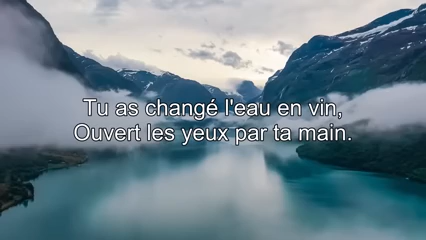 Tu as changé l'eau en vin,
Ouvert les yeux par ta main.